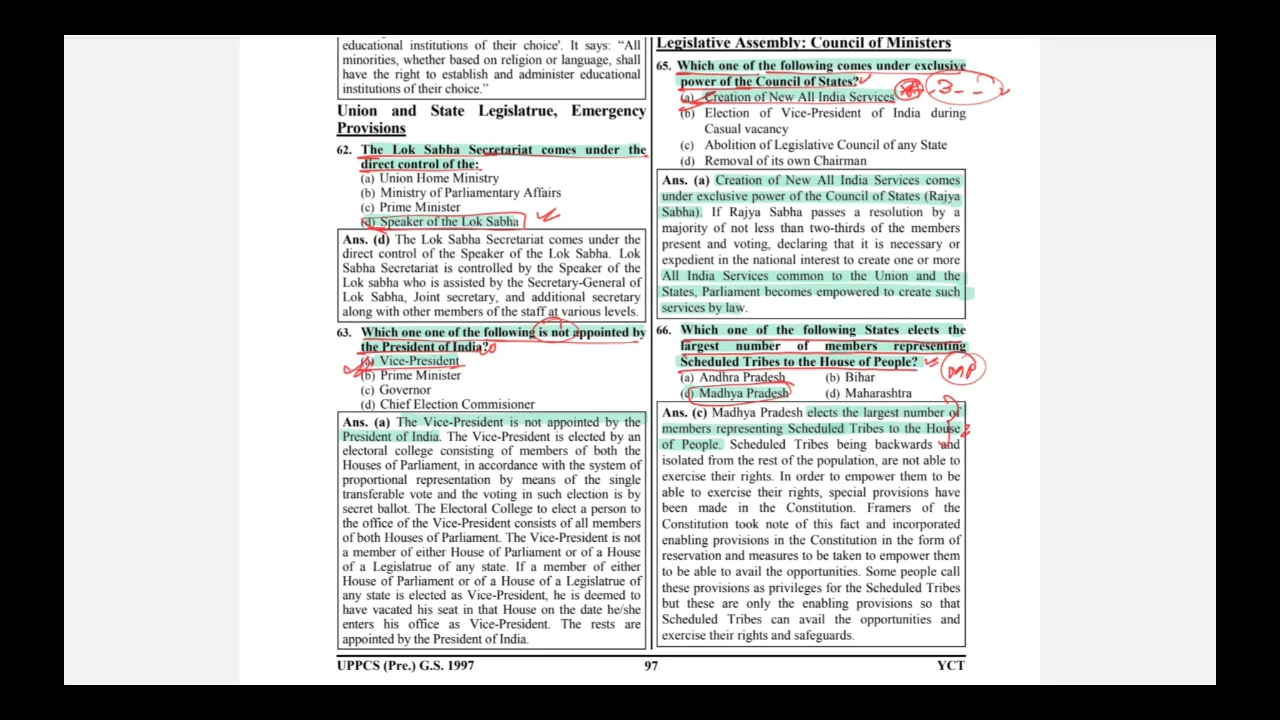 educational institutions of their choice'. It says: “All
minorities, whether based on religion or language, shall
have the right to establish and administer educational
institutions of their choice.”
Union and State Legislatrue, Emergency
Provisions
62. The Lok Sabha Secretariat comes under the
direct control of the:
(a) Union Home Ministry
(b) Ministry of Parliamentary Affairs
(c) Prime Minister
(d) Speaker of the Lok Sabha
Ans. (d) The Lok Sabha Secretariat comes under the
direct control of the Speaker of the Lok Sabha. Lok
Sabha Secretariat is controlled by the Speaker of the
Lok sabha who is assisted by the Secretary-General of
Lok Sabha, Joint secretary, and additional secretary
along with other members of the staff at various levels.
63. Which one one of the following is not appointed by
the President of India?
(a) Vice-President
(b) Prime Minister
(c) Governor
(d) Chief Election Commisioner
Ans. (a) The Vice-President is not appointed by the
President of India. The Vice-President is elected by an
electoral college consisting of members of both the
Houses of Parliament, in accordance with the system of
proportional representation by means of the single
transferable vote and the voting in such election is by
secret ballot. The Electoral College to elect a person to
the office of the Vice-President consists of all members
of both Houses of Parliament. The Vice-President is not
a member of either House of Parliament or of a House
of a Legislatrue of any state. If a member of either
House of Parliament or of a House of a Legislatrue of
any state is elected as Vice-President, he is deemed to
have vacated his seat in that House on the date he/she
enters his office as Vice-President. The rests are
appointed by the President of India.
Legislative Assembly: Council of Ministers
65. Which one of the following comes under exclusive
power of the Council of States?
(a) Creation of New All India Services
3
(b) Election of Vice-President of India during
Casual vacancy
(c) Abolition of Legislative Council of any State
(d) Removal of its own Chairman
Ans. (a) Creation of New All India Services comes
under exclusive power of the Council of States (Rajya
Sabha). If Rajya Sabha passes a resolution by a
majority of not less than two-thirds of the members
present and voting, declaring that it is necessary or
expedient in the national interest to create one or more
All India Services common to the Union and the
States, Parliament becomes empowered to create such
services by law.
66. Which one of the following States elects the
largest number of members representing
Scheduled Tribes to the House of People?
MP
(a) Andhra Pradesh (b) Bihar
(c) Madhya Pradesh (d) Maharashtra
Ans. (c) Madhya Pradesh elects the largest number of
members representing Scheduled Tribes to the House
of People. Scheduled Tribes being backwards and
isolated from the rest of the population, are not able to
exercise their rights. In order to empower them to be
able to exercise their rights, special provisions have
been made in the Constitution. Framers of the
Constitution took note of this fact and incorporated
enabling provisions in the Constitution in the form of
reservation and measures to be taken to empower them
to be able to avail the opportunities. Some people call
these provisions as privileges for the Scheduled Tribes
but these are only the enabling provisions so that
Scheduled Tribes can avail the opportunities and
exercise their rights and safeguards.
UPPCS (Pre.) G.S. 1997 97 YCT